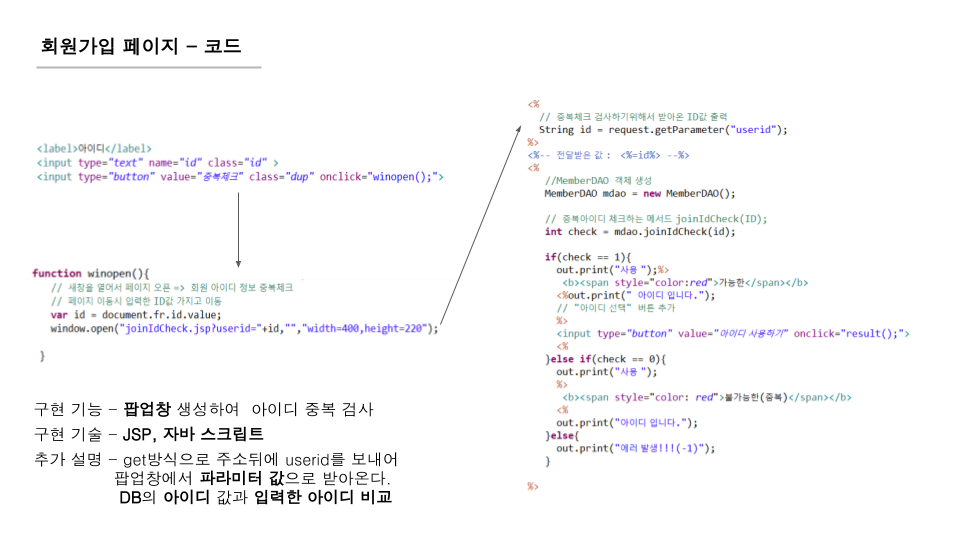 회원가입 페이지 – 코드
<label>아이디</label>
<input type="text" name="id" class="id" >
<input type="button" value="중복체크" class="dup" onclick="winopen();">
function winopen(){
// 새창을 열어서 페이지 오픈 => 회원 아이디 정보 중복체크
// 페이지 이동시 입력한 ID값 가지고 이동
var id = document.fr.id.value;
window.open("joinIdCheck.jsp?userid="+id,"","width=400,height=220");
}
구현 기능 – 팝업창 생성하여 아이디 중복 검사
구현 기술 – JSP, 자바 스크립트
추가 설명 – get방식으로 주소뒤에 userid를 보내어
팝업창에서 파라미터 값으로 받아온다.
DB의 아이디 값과 입력한 아이디 비교
<%
// 중복체크 검사하기위해서 받아온 ID값 출력
String id = request.getParameter("userid");
%>
<%-- 전달받은 값 : <%=id%> --%>
<%
//MemberDAO 객체 생성
MemberDAO mdao = new MemberDAO();
// 중복아이디 체크하는 메서드 joinIdCheck(ID);
int check = mdao.joinIdCheck(id);
if(check == 1){
out.print("사용 ");%>
<b><span style="color:red">가능한</span></b>
<%out.print(" 아이디 입니다.");
// "아이디 선택" 버튼 추가
%>
<input type="button" value="아이디 사용하기" onclick="result();">
<%
}else if(check == 0){
out.print("사용 ");
%>
<b><span style="color: red">불가능한(중복)</span></b>
<%
out.print("아이디 입니다.");
}else{
out.print("에러 발생!!!(-1)");
}
%>